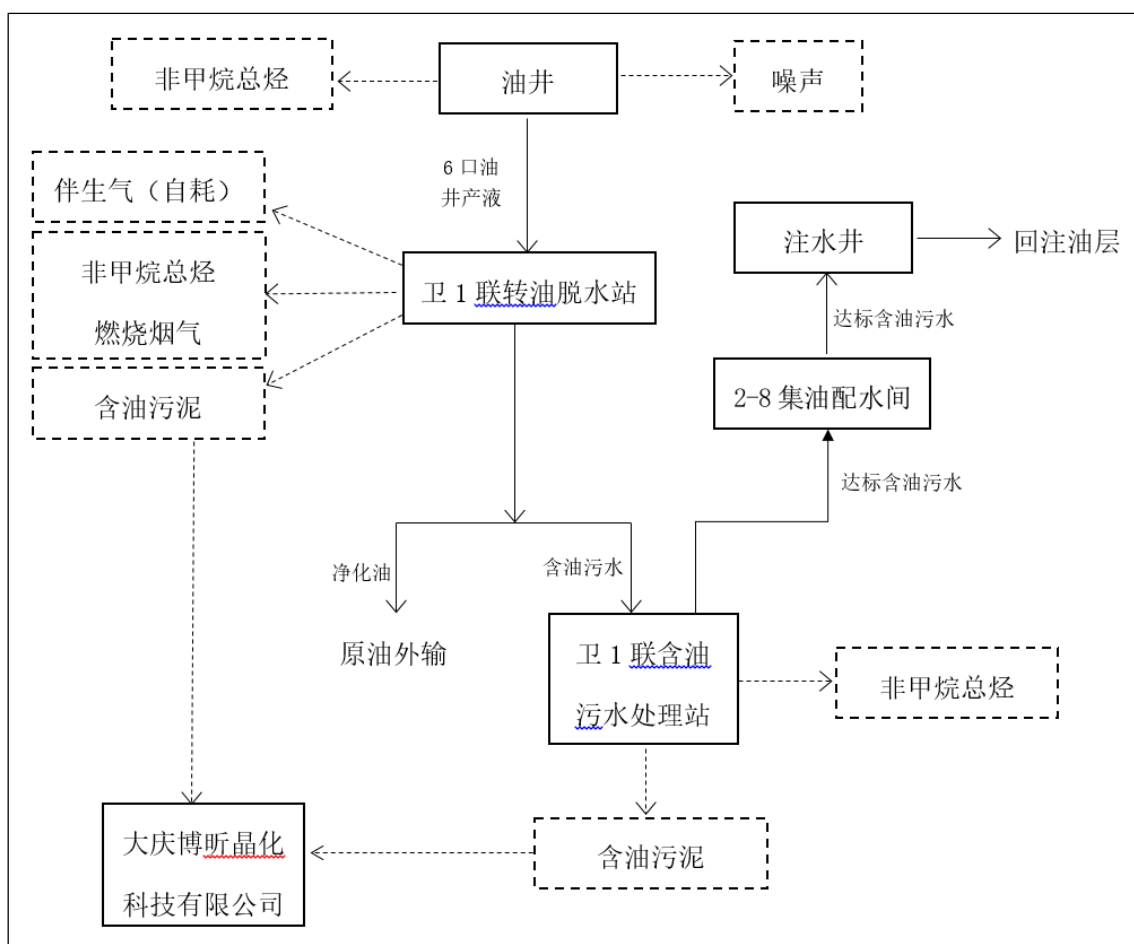 非甲烷总烃
油井
噪声
6 口油
井产液
伴生气（自耗）
非甲烷总烃
燃烧烟气
含油污泥
卫 1 联转油脱水站
注水井
回注油层
达标含油污水
2-8 集油配水间
达标含油污水
净化油
含油污水
原油外输
卫 1 联含油
污水处理站
非甲烷总烃
大庆博昕晶化
科技有限公司
含油污泥